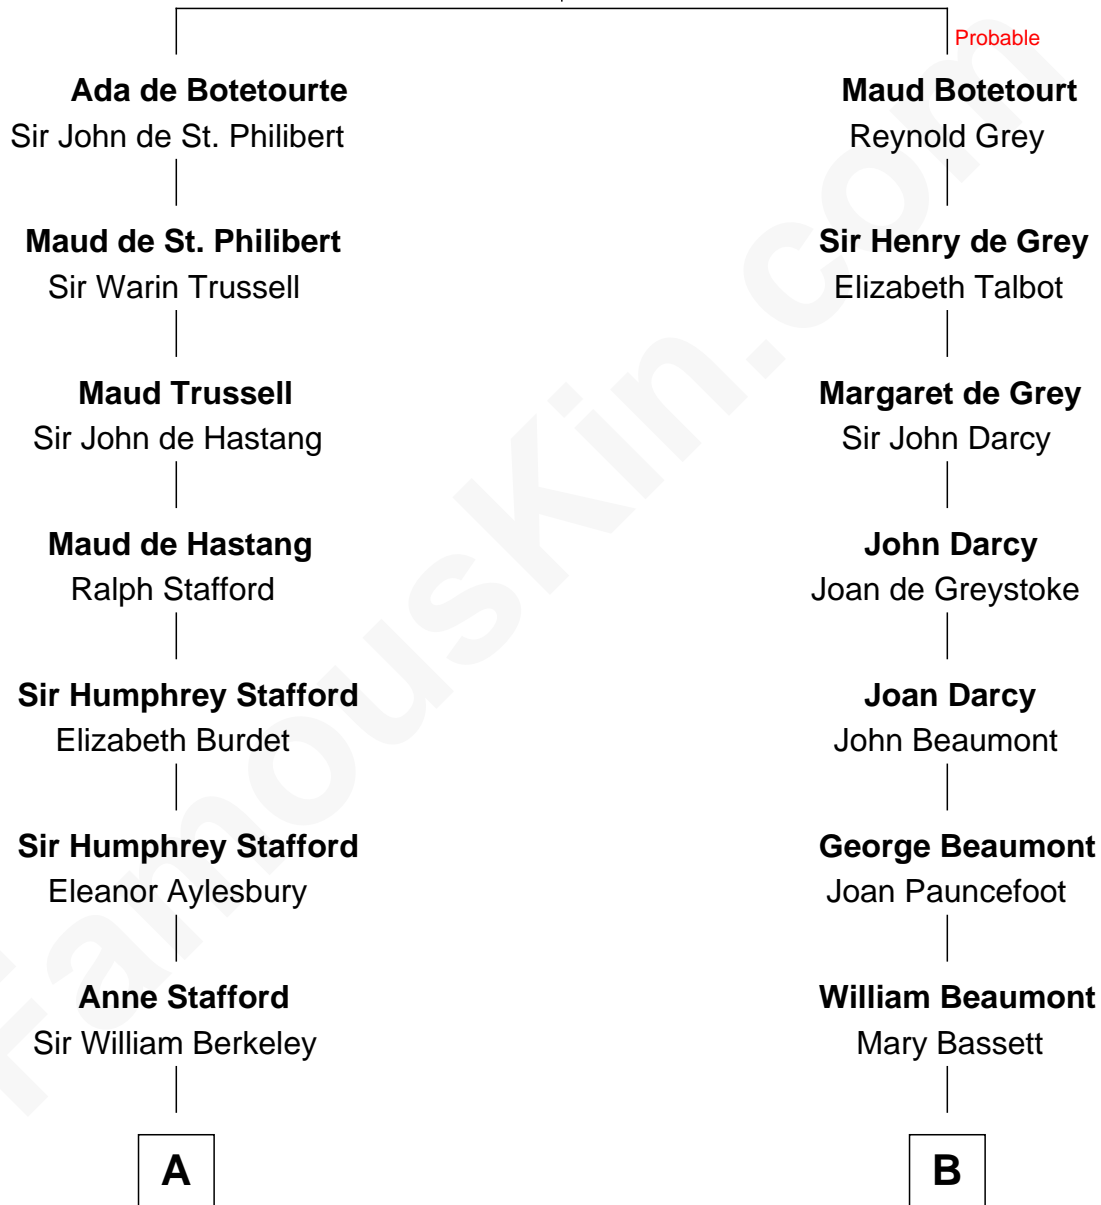 Probable
Ada de Botetourte
Sir John de St. Philibert
Maud Botetourt
Reynold Grey
Maud de St. Philibert
Sir Warin Trussell
Sir Henry de Grey
Elizabeth Talbot
Maud Trussell
Sir John de Hastang
Margaret de Grey
Sir John Darcy
Maud de Hastang
Ralph Stafford
John Darcy
Joan de Greystoke
Sir Humphrey Stafford
Elizabeth Burdet
Joan Darcy
John Beaumont
Sir Humphrey Stafford
Eleanor Aylesbury
George Beaumont
Joan Pauncefoot
Anne Stafford
Sir William Berkeley
William Beaumont
Mary Bassett
A
B
FamousKin.com